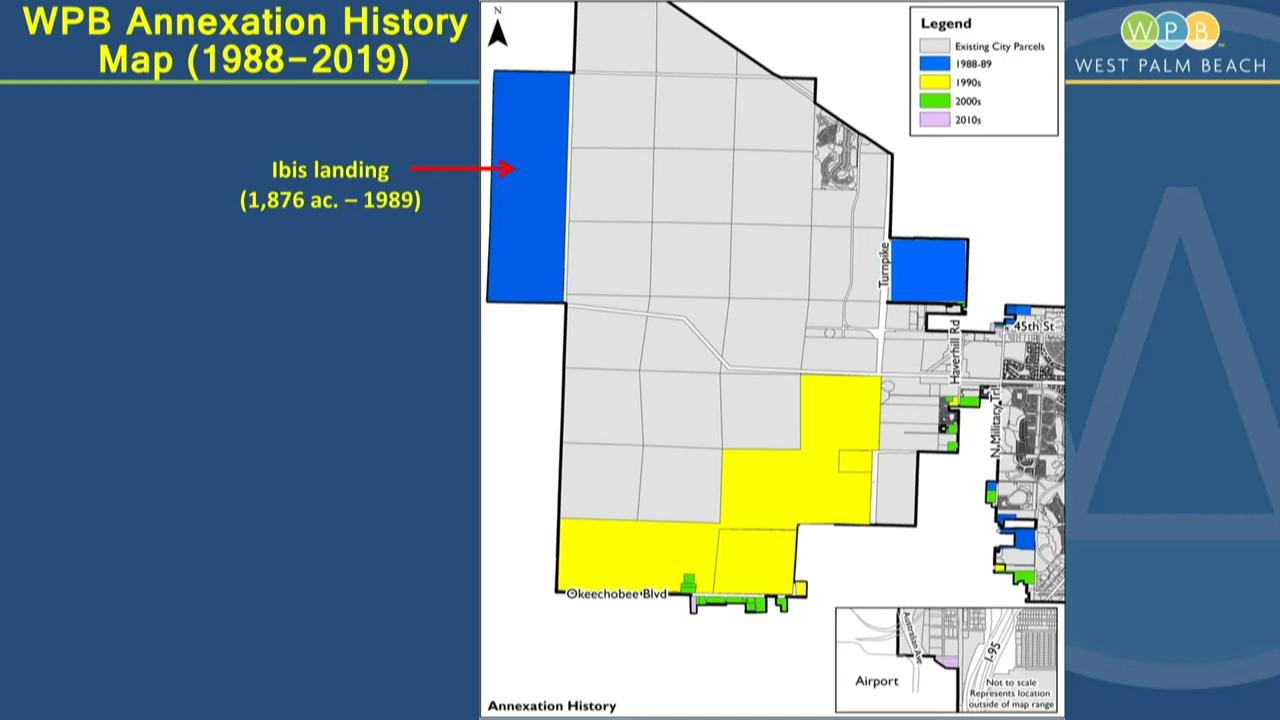 WPB Annexation History
Map (1988-2019)
Ibis landing
(1,876 ac. – 1989)
N
Legend
Existing City Parcels
1988-89
1990s
2000s
2010s
WPB
WEST PALM BEACH
Turnpike
45th St
Haverhill Rd
N Military Trl
Okeechobee Blvd
Australian Ave
I-95
Airport
Not to scale
Represents location
outside of map range
Annexation History